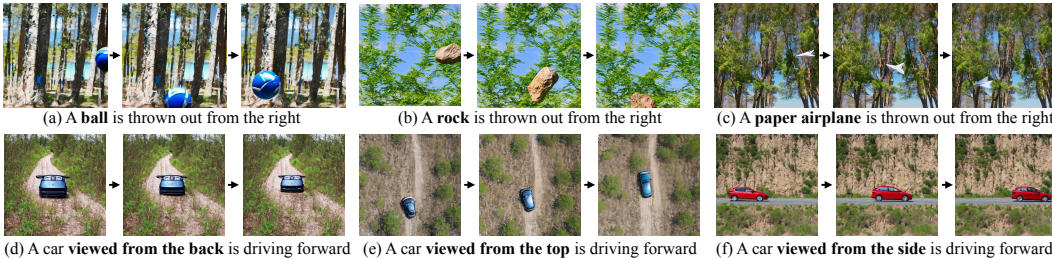 (a) A ball is thrown out from the right
(b) A rock is thrown out from the right
(c) A paper airplane is thrown out from the right
(d) A car viewed from the back is driving forward
(e) A car viewed from the top is driving forward
(f) A car viewed from the side is driving forward